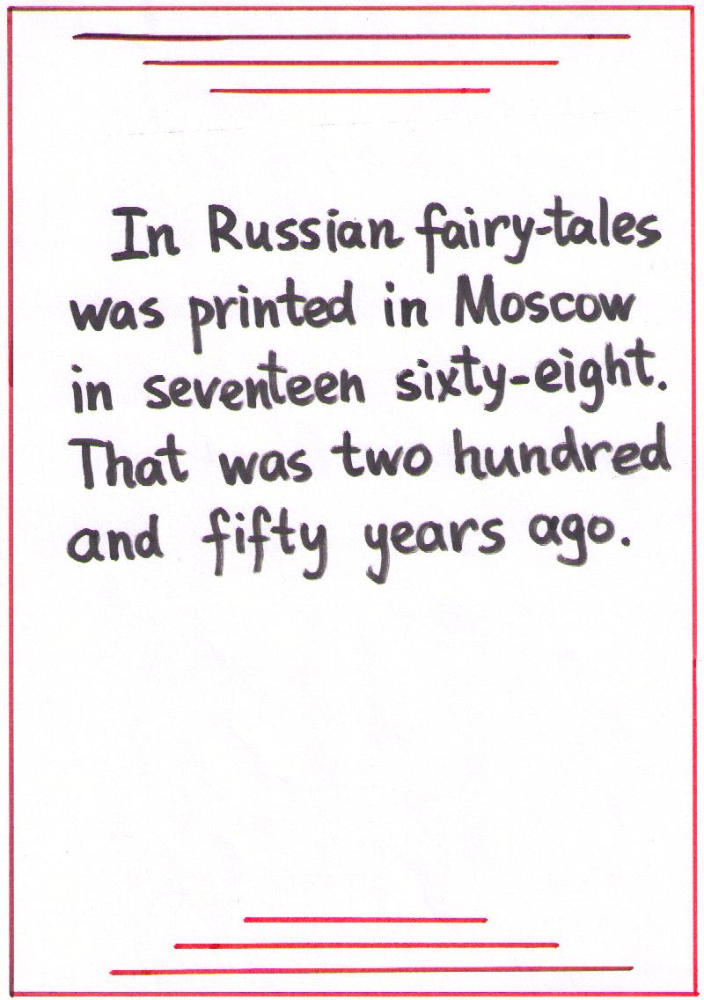 In Russian fairy-tales
was printed in Moscow
in seventeen sixty-eight.
That was two hundred
and fifty years ago.